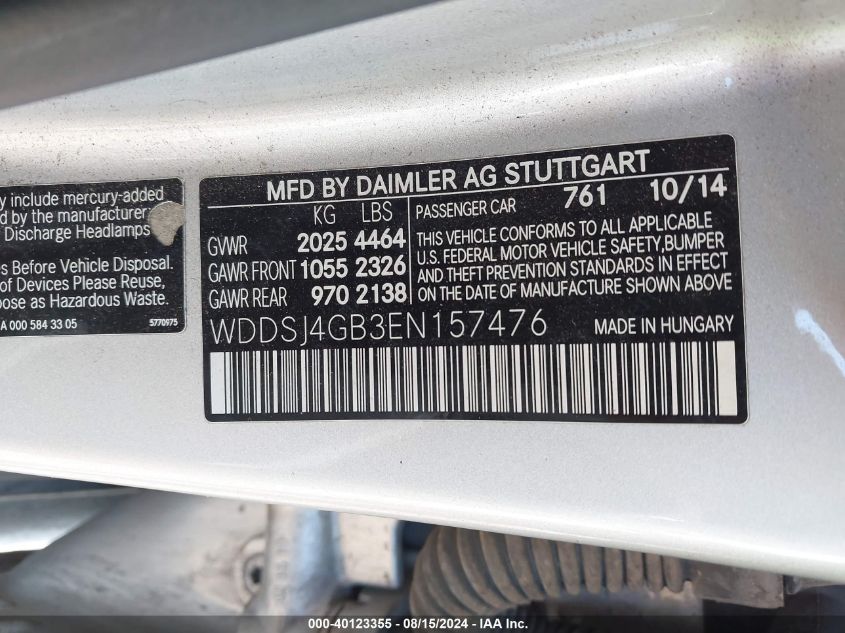 y include mercury-added
d by the manufacturer
Discharge Headlamps
es Before Vehicle Disposal.
of Devices Please Reuse,
pose as Hazardous Waste.
A 000 584 33 05 5770975
MFD BY DAIMLER AG STUTTGART
KG LBS PASSENGER CAR 761 10/14
GVWR 2025 4464
GAWR FRONT 1055 2326
GAWR REAR 970 2138
THIS VEHICLE CONFORMS TO ALL APPLICABLE
U.S. FEDERAL MOTOR VEHICLE SAFETY,BUMPER
AND THEFT PREVENTION STANDARDS IN EFFECT
ON THE DATE OF MANUFACTURE SHOWN ABOVE
WDDSJ4GB3EN157476 MADE IN HUNGARY
000-40123355 - 08/15/2024 - IAA Inc.